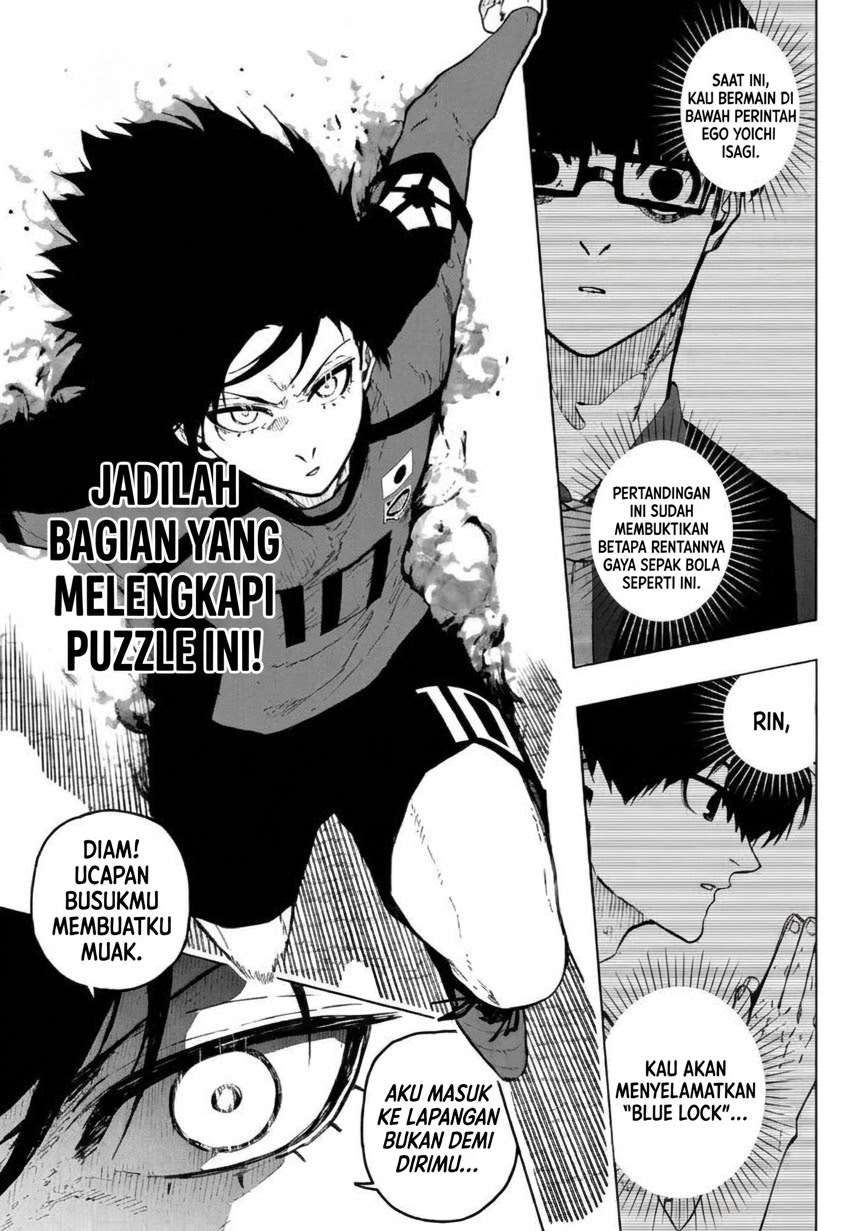 SAAT INI,
KAU BERMAIN DI
BAWAH PERINTAH
EGO YOICHI
ISAGI.
PERTANDINGAN
INI SUDAH
MEMBUKTIKAN
BETAPA RENTANNYA
GAYA SEPAK BOLA
SEPERTI INI.
RIN,
KAU AKAN
MENYELAMATKAN
“BLUE LOCK”...
JADILAH
BAGIAN YANG
MELENGKAPI
PUZZLE INI!
10
10
DIAM!
UCAPAN
BUSUKMU
MEMBUATKU
MUAK.
AKU MASUK
KE LAPANGAN
BUKAN DEMI
DIRIMU...